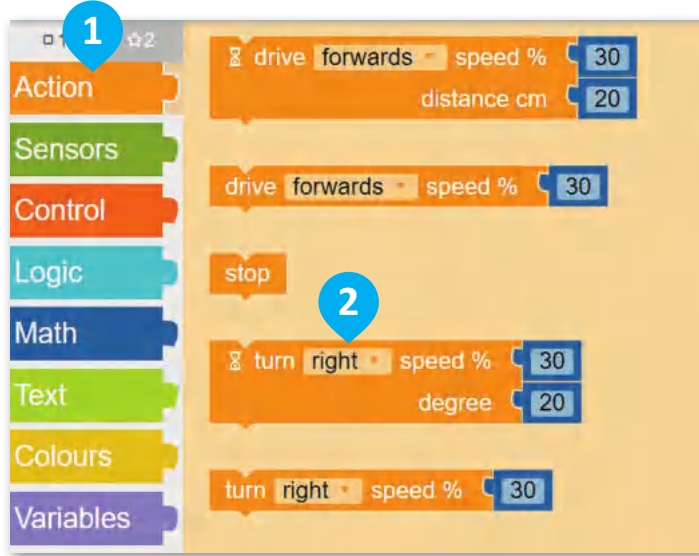 1
2
2
Action
Sensors
Control
Logic
Math
Text
Colours
Variables
drive forwards speed % 30
distance cm 20
drive forwards speed % 30
stop
turn right speed % 30
degree 20
turn right speed % 30